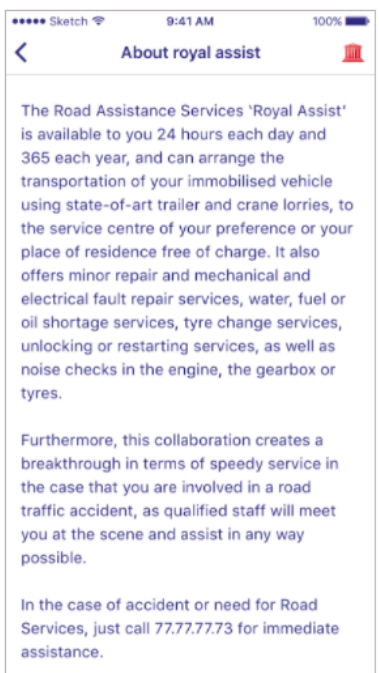 Sketch 9:41 AM 100%
About royal assist
The Road Assistance Services ‘Royal Assist’
is available to you 24 hours each day and
365 each year, and can arrange the
transportation of your immobilised vehicle
using state-of-art trailer and crane lorries, to
the service centre of your preference or your
place of residence free of charge. It also
offers minor repair and mechanical and
electrical fault repair services, water, fuel or
oil shortage services, tyre change services,
unlocking or restarting services, as well as
noise checks in the engine, the gearbox or
tyres.
Furthermore, this collaboration creates a
breakthrough in terms of speedy service in
the case that you are involved in a road
traffic accident, as qualified staff will meet
you at the scene and assist in any way
possible.
In the case of accident or need for Road
Services, just call 77.77.77.73 for immediate
assistance.